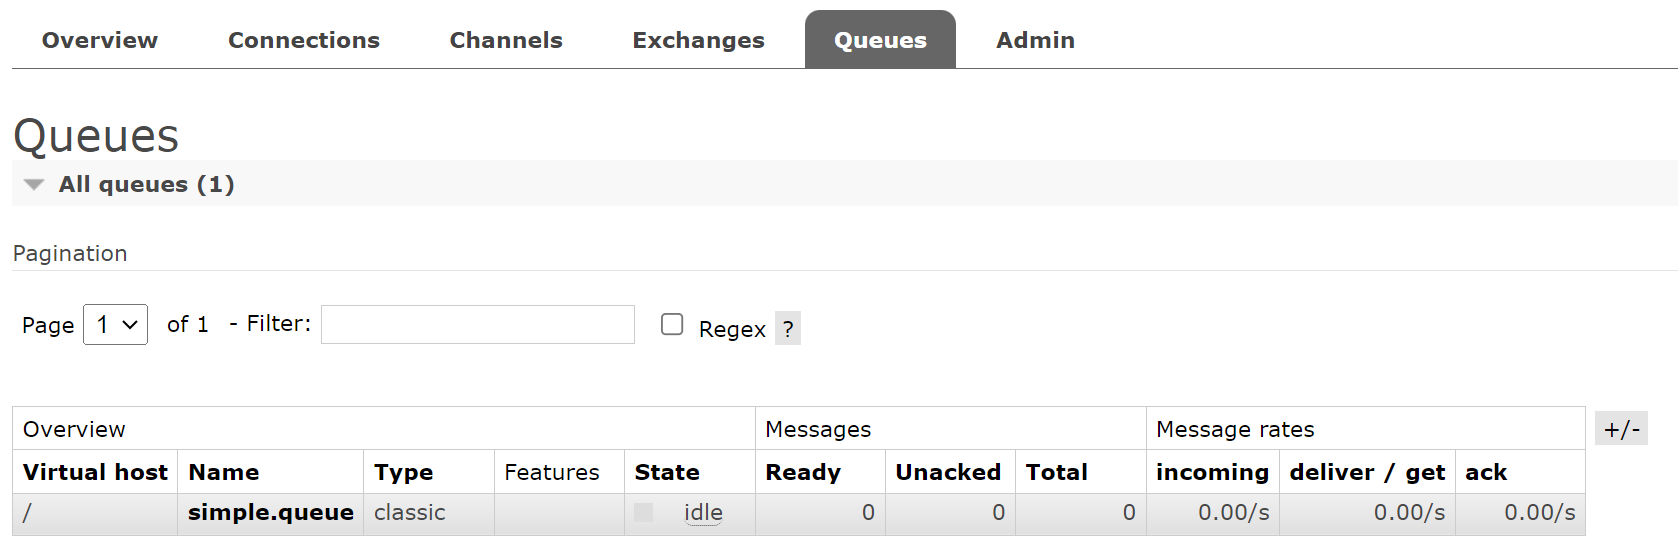 Overview Connections Channels Exchanges Queues Admin
Queues
All queues (1)
Pagination
Page 1 of 1 - Filter: Regex ?
Overview Messages Message rates +/-
Virtual host Name Type Features State Ready Unacked Total incoming deliver / get ack
/ simple.queue classic idle 0 0 0 0.00/s 0.00/s 0.00/s